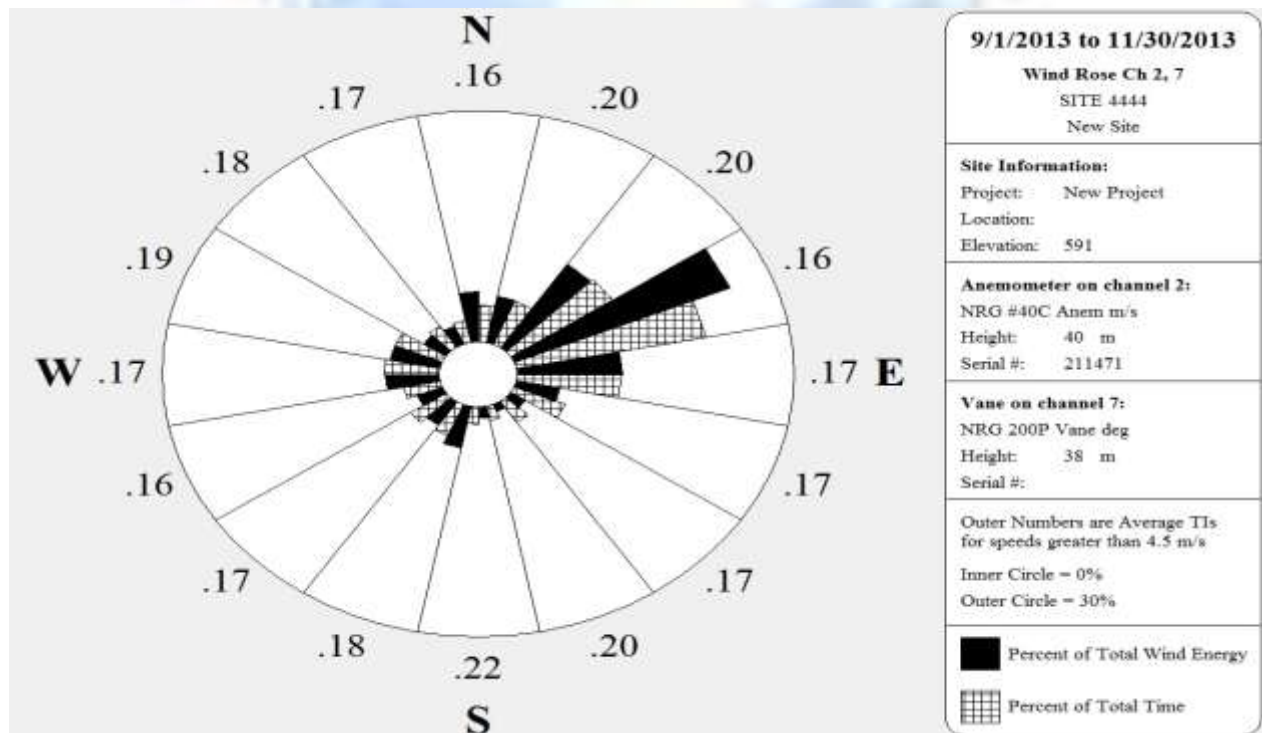 N
.16
.17
.20
.18
.20
.19
.16
W .17
.17 E
.16
.17
.17
.17
.18
.20
.22
S
9/1/2013 to 11/30/2013
Wind Rose Ch 2, 7
SITE 4444
New Site
Site Information:
Project: New Project
Location:
Elevation: 591
Anemometer on channel 2:
NRG #40C Anem m/s
Height: 40 m
Serial #: 211471
Vane on channel 7:
NRG 200P Vane deg
Height: 38 m
Serial #:
Outer Numbers are Average TIs
for speeds greater than 4.5 m/s
Inner Circle = 0%
Outer Circle = 30%
Percent of Total Wind Energy
Percent of Total Time